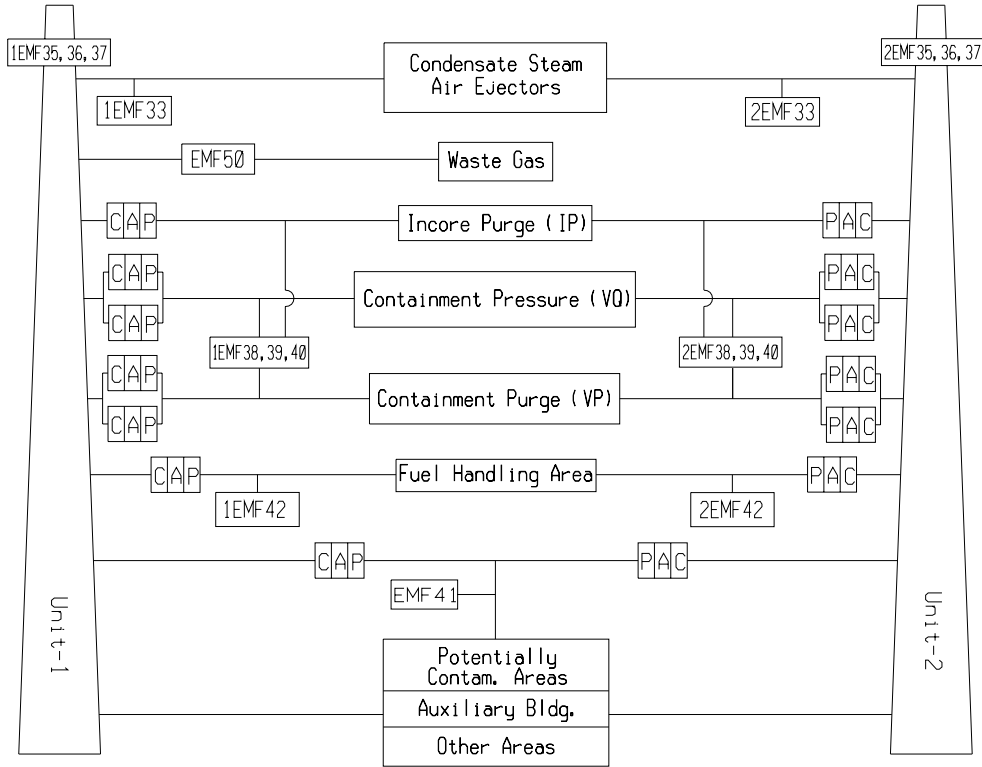 1EMF35,36,37
2EMF35,36,37
Condensate Steam
Air Ejectors
1EMF33
2EMF33
EMF50
Waste Gas
CAP
Incore Purge (IP)
PAC
CAP
PAC
Containment Pressure (VQ)
CAP
PAC
1EMF38,39,40
2EMF38,39,40
CAP
PAC
Containment Purge (VP)
CAP
PAC
CAP
Fuel Handling Area
PAC
1EMF42
2EMF42
CAP
PAC
EMF41
Unit-1
Unit-2
Potentially
Contam. Areas
Auxiliary Bldg.
Other Areas